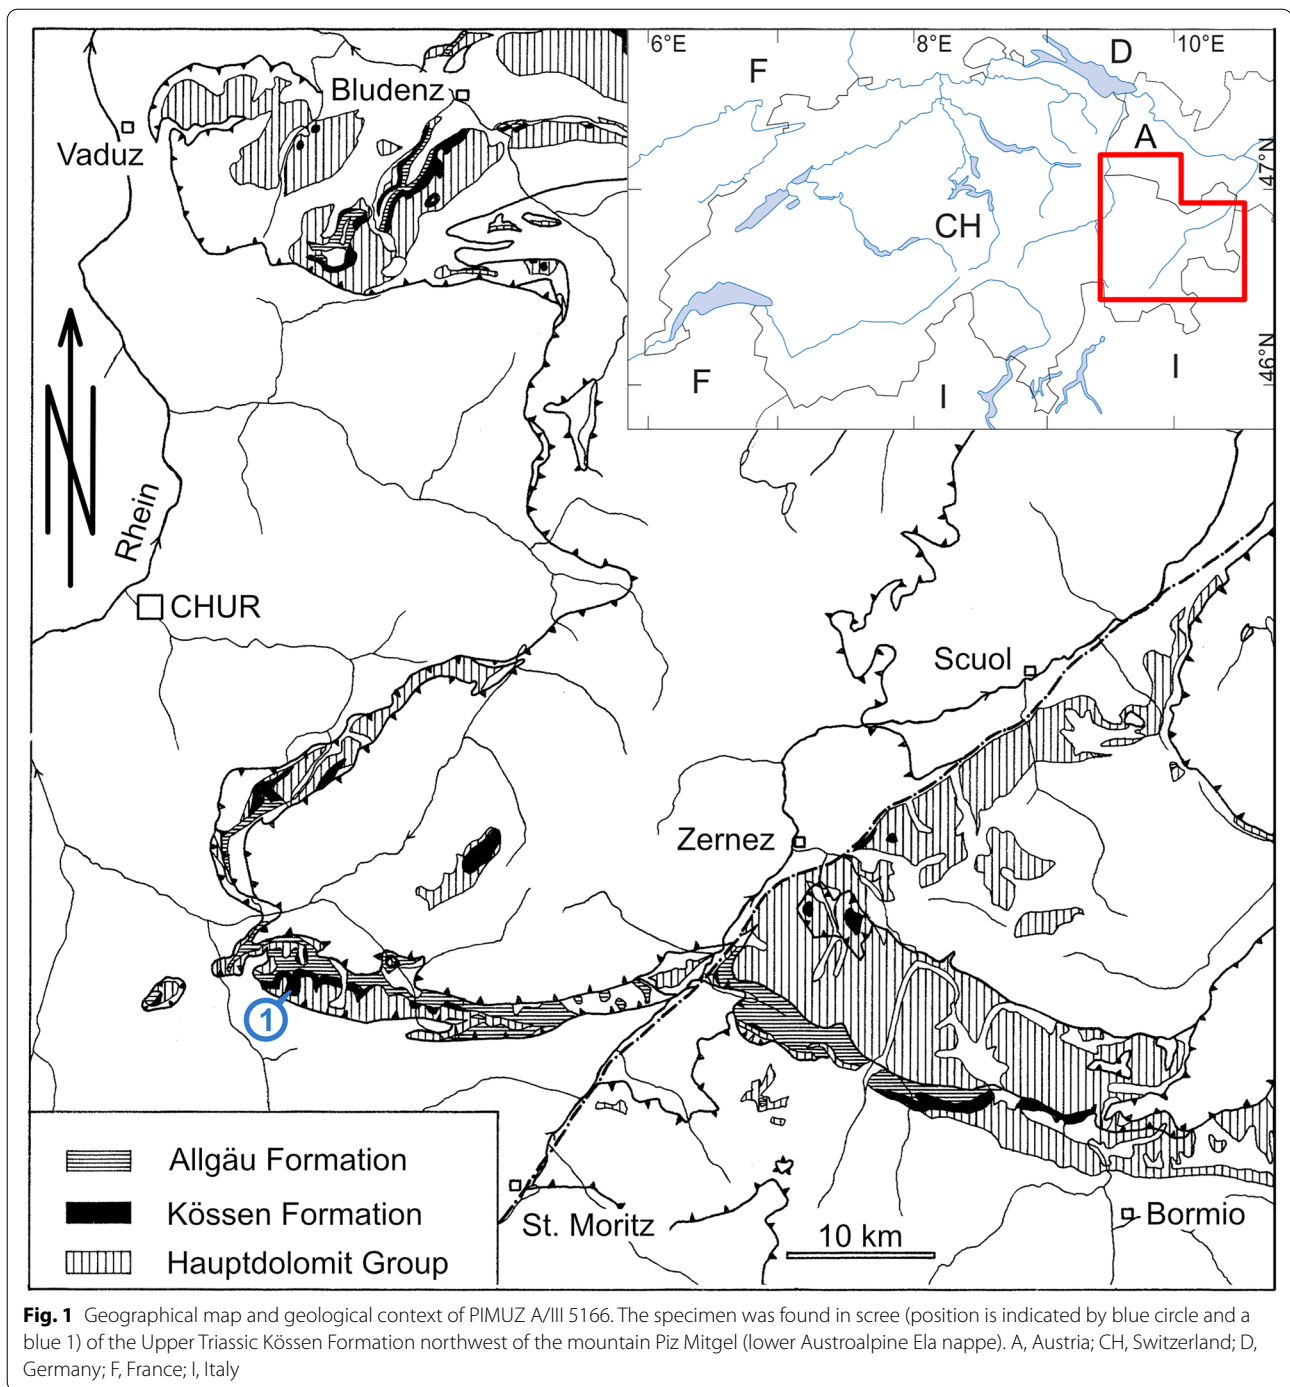 6°E
8°E
10°E
F
D
A
47°N
CH
F
I
I
46°N
Bludenz
Vaduz
N
Rhein
CHUR
Scuol
Zernez
1
St. Moritz
Bormio
10 km
Allgäu Formation
Kössen Formation
Hauptdolomit Group
Fig. 1 Geographical map and geological context of PIMUZ A/III 5166. The specimen was found in scree (position is indicated by blue circle and a
blue 1) of the Upper Triassic Kössen Formation northwest of the mountain Piz Mitgel (lower Austroalpine Ela nappe). A, Austria; CH, Switzerland; D,
Germany; F, France; I, Italy